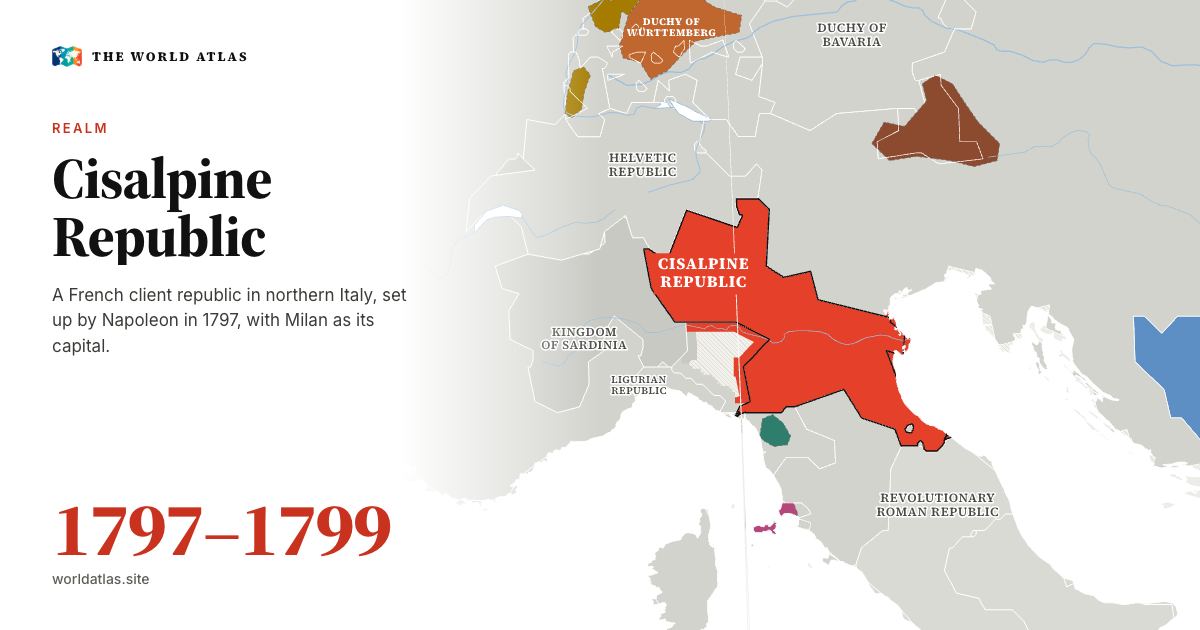 THE WORLD ATLAS
REALM
Cisalpine
Republic
A French client republic in northern Italy, set
up by Napoleon in 1797, with Milan as its
capital.
1797–1799
worldatlas.site
DUCHY OF
WÜRTTEMBERG
DUCHY OF
BAVARIA
HELVETIC
REPUBLIC
CISALPINE
REPUBLIC
KINGDOM
OF SARDINIA
LIGURIAN
REPUBLIC
REVOLUTIONARY
ROMAN REPUBLIC